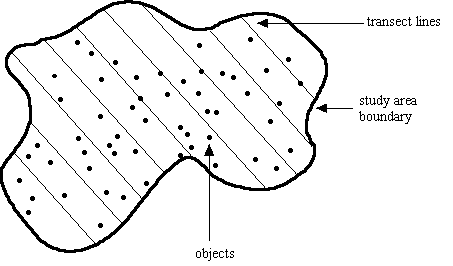 transect lines
study area
boundary
objects